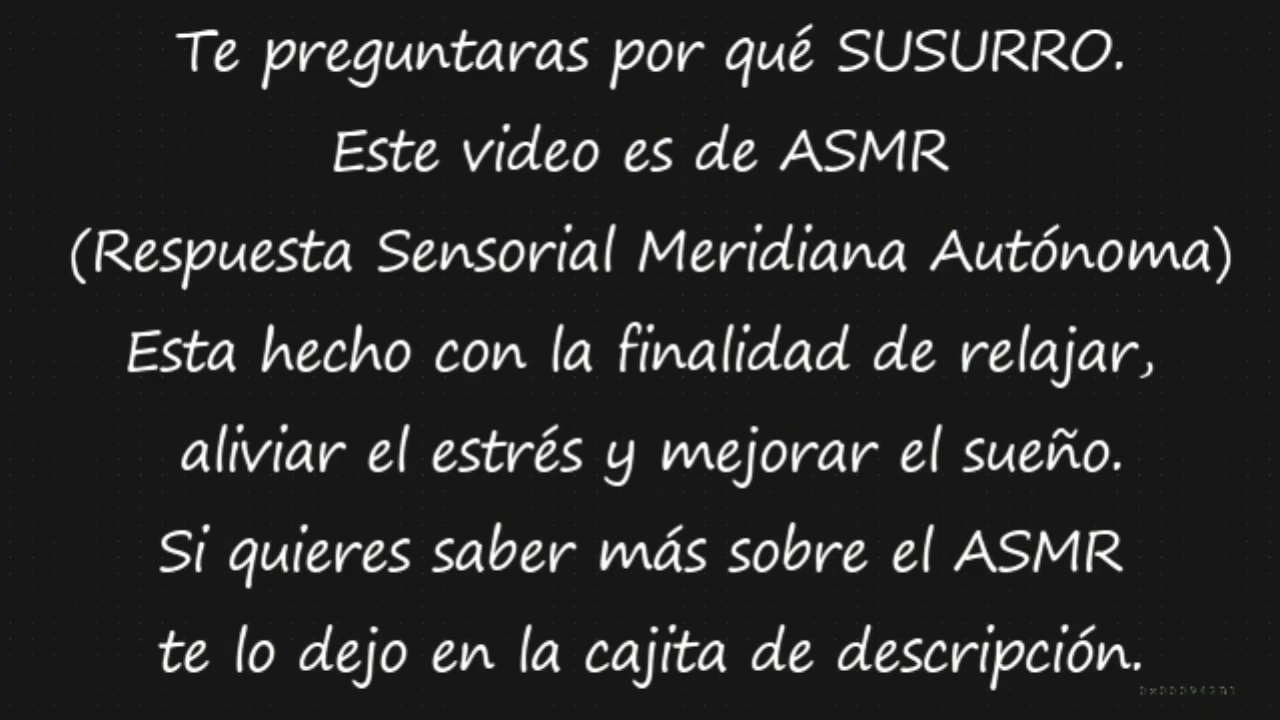 Te preguntaras por qué SUSURRO.
Este video es de ASMR
(Respuesta Sensorial Meridiana Autónoma)
Esta hecho con la finalidad de relajar,
aliviar el estrés y mejorar el sueño.
Si quieres saber más sobre el ASMR
te lo dejo en la cajita de descripción.